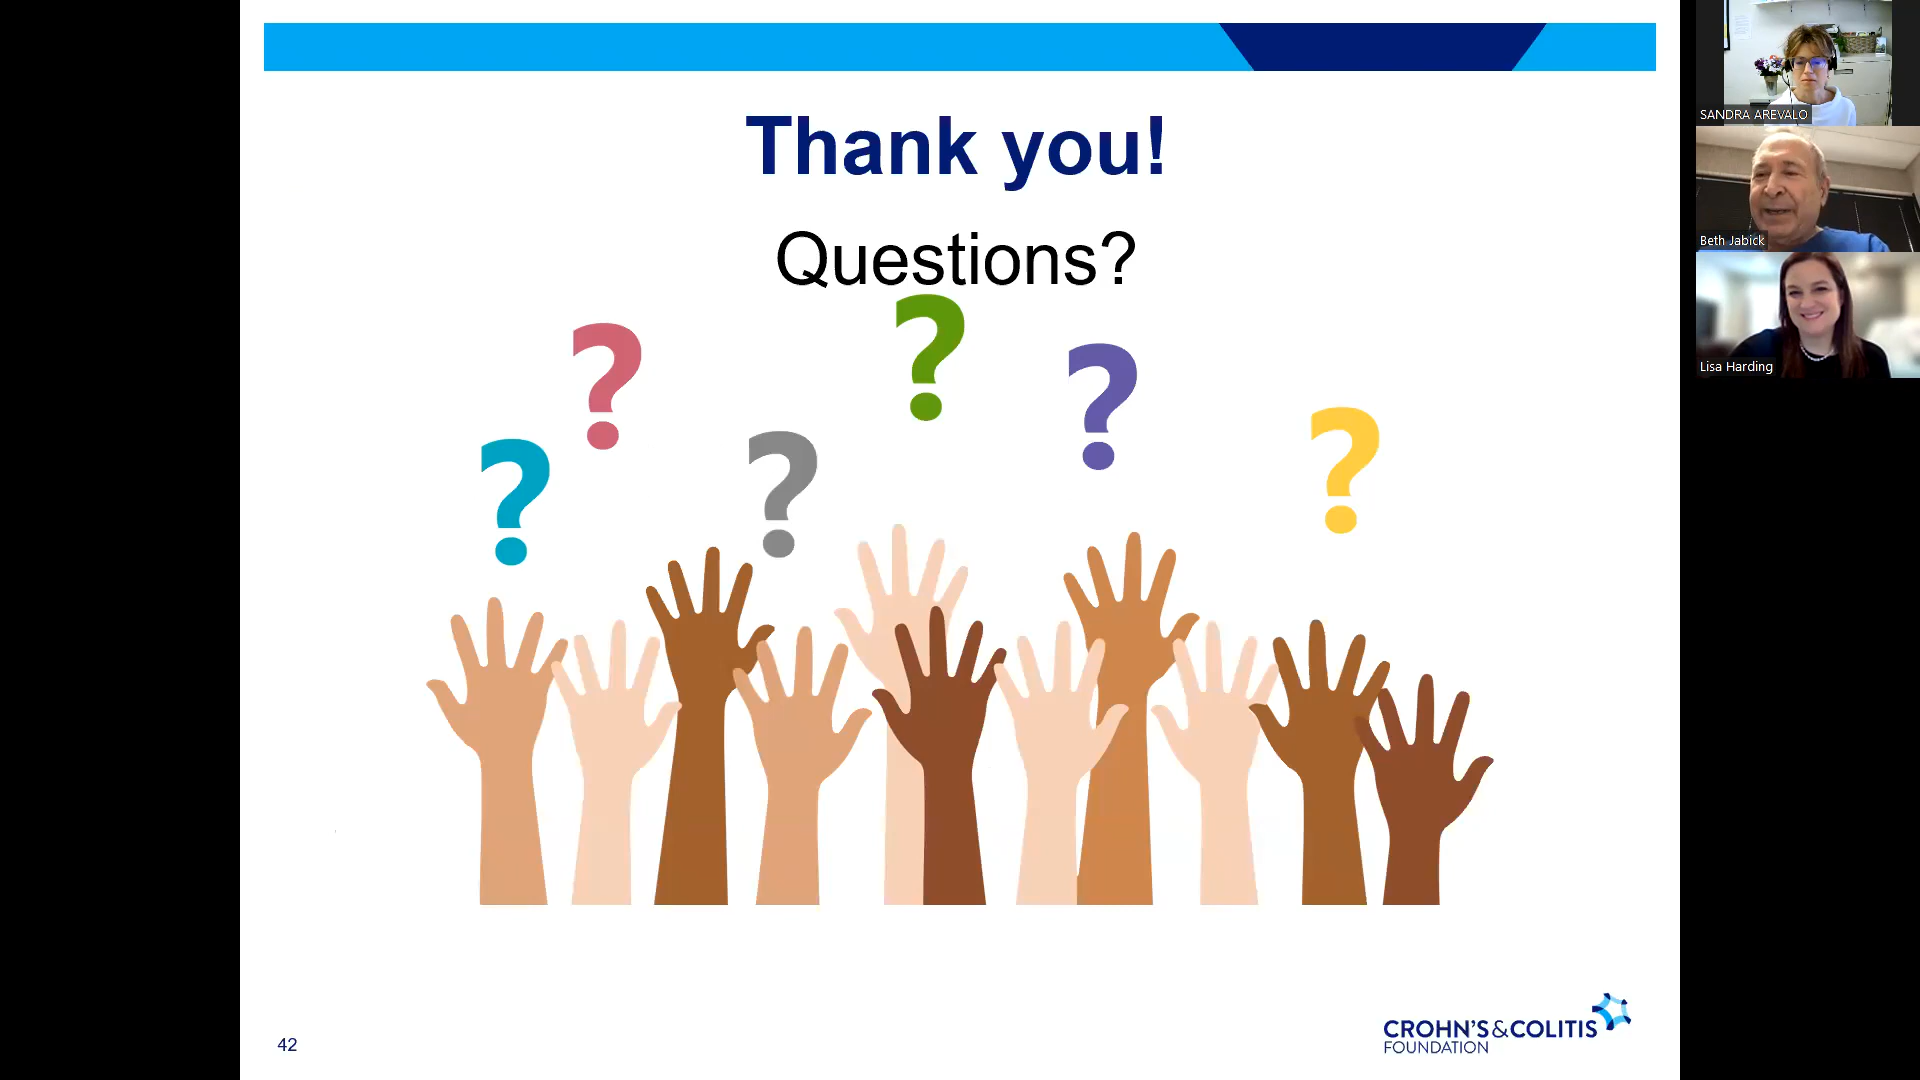 Thank you!
Questions?
? ? ? ? ? ?
42
CROHN'S & COLITIS
FOUNDATION
SANDRA AREVALO
Beth Jabick
Lisa Harding